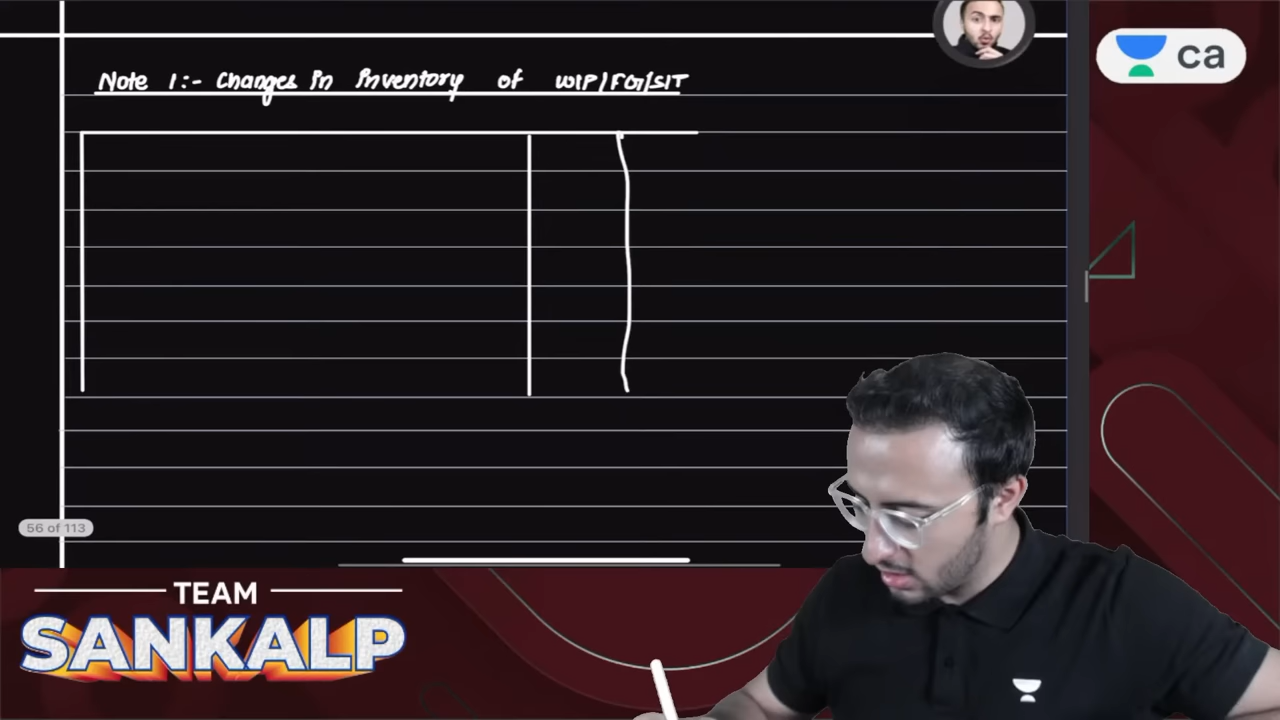 Note 1:- Changes in Inventory of WIP/FG/SIT
ca
56 of 113
TEAM
SANKALP